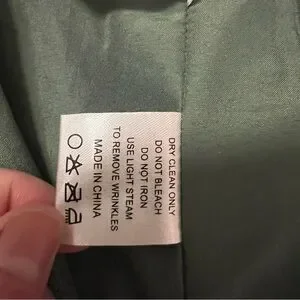 DRY CLEAN ONLY
DO NOT BLEACH
DO NOT IRON
USE LIGHT STEAM
TO REMOVE WRINKLES
MADE IN CHINA